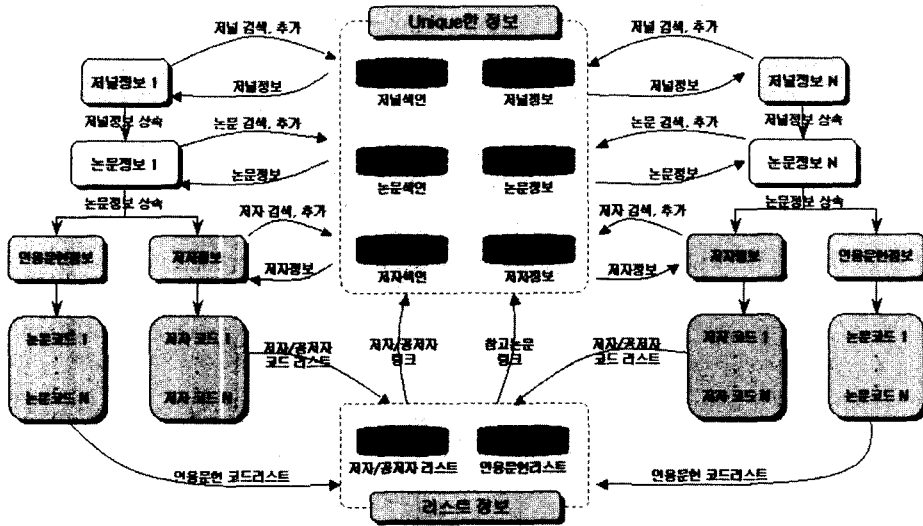 Unique한 정보
저널 검색, 추가
저널 검색, 추가
저널정보 1
저널정보
저널색인
저널정보
저널정보
저널정보 N
저널정보 상속
논문 검색, 추가
논문 검색, 추가
저널정보 상속
논문정보 1
논문정보
논문색인
논문정보
논문정보
논문정보 N
논문정보 상속
저자 검색, 추가
저자 검색, 추가
논문정보 상속
인용문헌정보
저자정보
저자정보
저자색인
저자정보
저자정보
저자정보
인용문헌정보
논문코드 1
저자 코드 1
저자/공저자
코드 리스트
저자/공저자
링크
참고논문
링크
저자/공저자
코드 리스트
저자 코드 1
논문코드 1
논문코드 N
저자 코드 N
저자 코드 N
논문코드 N
저자/공저자 리스트
인용문헌리스트
인용문헌 코드리스트
인용문헌 코드리스트
리스트 정보